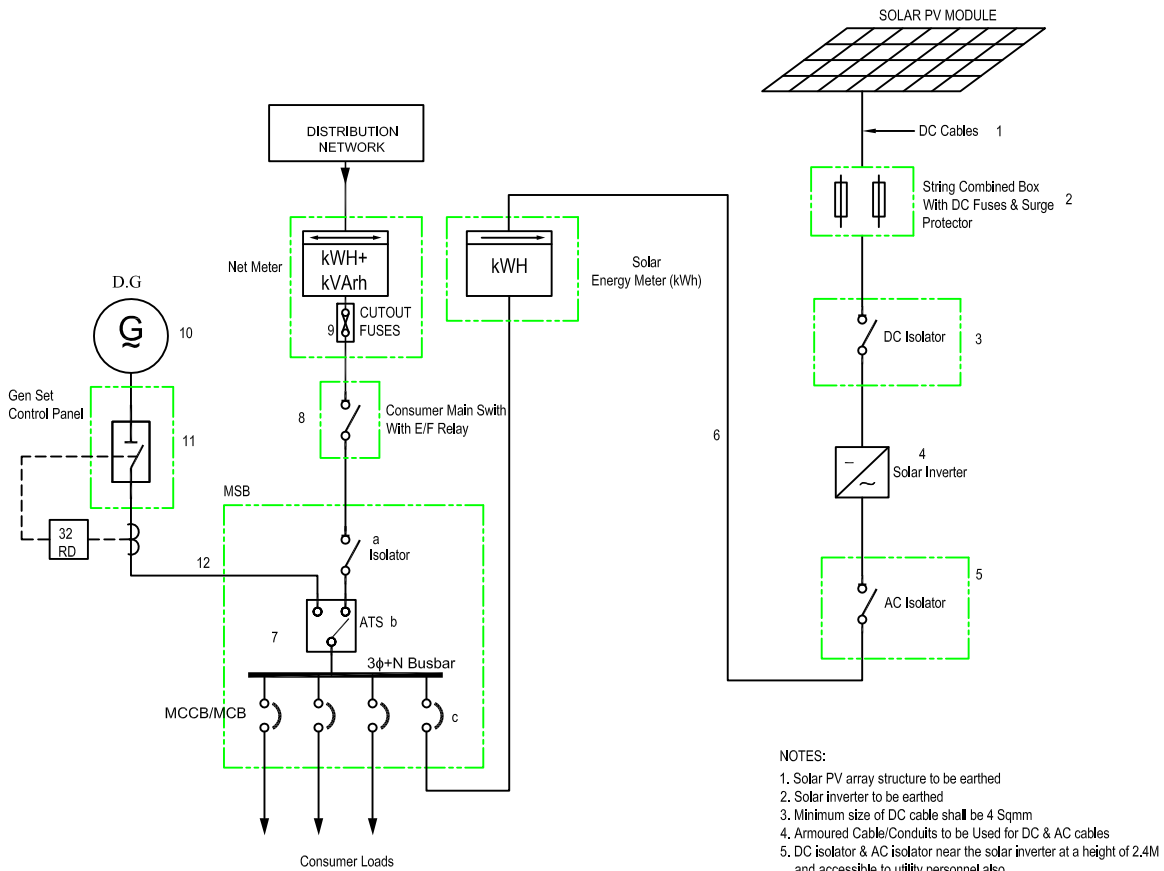 SOLAR PV MODULE
DC Cables 1
DISTRIBUTION
NETWORK
String Combined Box
With DC Fuses & Surge
Protector
2
Net Meter
kWH+
kVArh
kWH
Solar
Energy Meter (kWh)
D.G
G
~
10
9
CUTOUT
FUSES
DC Isolator
3
Gen Set
Control Panel
11
8
Consumer Main Swith
With E/F Relay
6
4
Solar Inverter
–
~
MSB
32
RD
a
Isolator
12
5
AC Isolator
7
ATS b
3ϕ+N Busbar
MCCB/MCB
c
Consumer Loads
NOTES:
1. Solar PV array structure to be earthed
2. Solar inverter to be earthed
3. Minimum size of DC cable shall be 4 Sqmm
4. Armoured Cable/Conduits to be Used for DC & AC cables
5. DC isolator & AC isolator near the solar inverter at a height of 2.4M
and accessible to utility personnel also